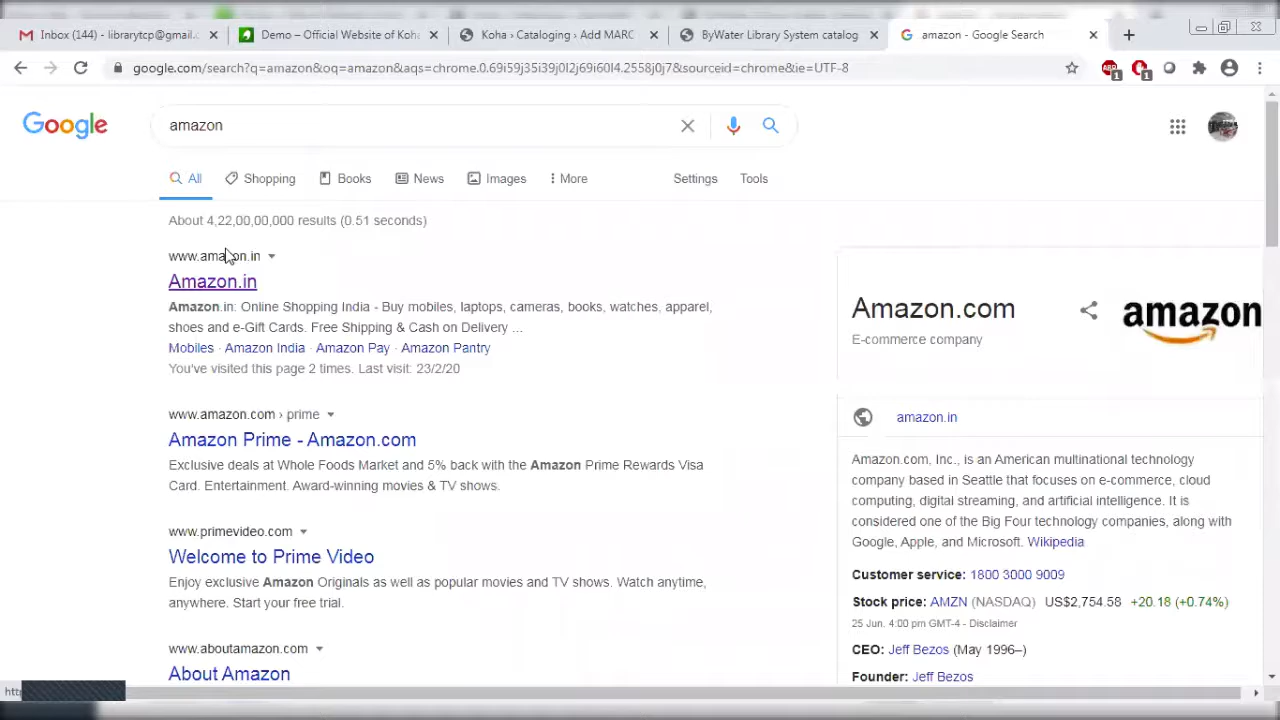 Inbox (144) - librarytcp@gmail.c
Demo – Official Website of Koha
Koha › Cataloging › Add MARC
ByWater Library System catalog
amazon - Google Search
google.com/search?q=amazon&oq=amazon&aqs=chrome.0.69i59j35i39j0l2j69i60l4.2558j0j7&sourceid=chrome&ie=UTF-8
1
1
Google
amazon
All
Shopping
Books
News
Images
More
Settings
Tools
About 4,22,00,00,000 results (0.51 seconds)
www.amazon.in
Amazon.in
Amazon.in: Online Shopping India - Buy mobiles, laptops, cameras, books, watches, apparel,
shoes and e-Gift Cards. Free Shipping & Cash on Delivery ...
Mobiles · Amazon India · Amazon Pay · Amazon Pantry
You've visited this page 2 times. Last visit: 23/2/20
www.amazon.com › prime
Amazon Prime - Amazon.com
Exclusive deals at Whole Foods Market and 5% back with the Amazon Prime Rewards Visa
Card. Entertainment. Award-winning movies & TV shows.
www.primevideo.com
Welcome to Prime Video
Enjoy exclusive Amazon Originals as well as popular movies and TV shows. Watch anytime,
anywhere. Start your free trial.
www.aboutamazon.com
About Amazon
Amazon.com
E-commerce company
amazon
amazon.in
Amazon.com, Inc., is an American multinational technology
company based in Seattle that focuses on e-commerce, cloud
computing, digital streaming, and artificial intelligence. It is
considered one of the Big Four technology companies, along with
Google, Apple, and Microsoft. Wikipedia
Customer service: 1800 3000 9009
Stock price: AMZN (NASDAQ) US$2,754.58 +20.18 (+0.74%)
25 Jun, 4:00 pm GMT-4 - Disclaimer
CEO: Jeff Bezos (May 1996–)
Founder: Jeff Bezos